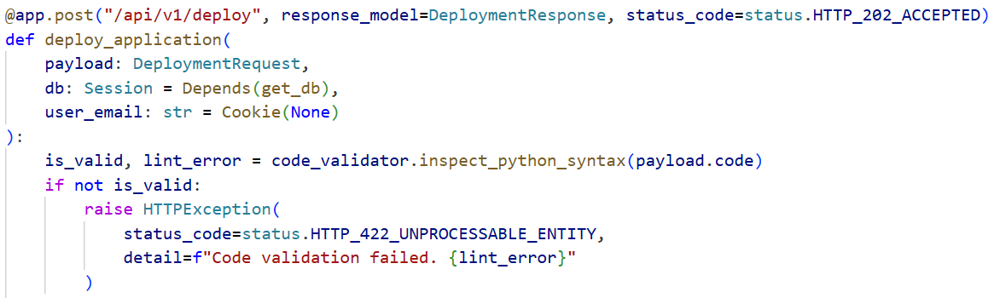 @app.post("/api/v1/deploy", response_model=DeploymentResponse, status_code=status.HTTP_202_ACCEPTED)
def deploy_application(
    payload: DeploymentRequest,
    db: Session = Depends(get_db),
    user_email: str = Cookie(None)
):
    is_valid, lint_error = code_validator.inspect_python_syntax(payload.code)
    if not is_valid:
        raise HTTPException(
            status_code=status.HTTP_422_UNPROCESSABLE_ENTITY,
            detail=f"Code validation failed. {lint_error}"
        )